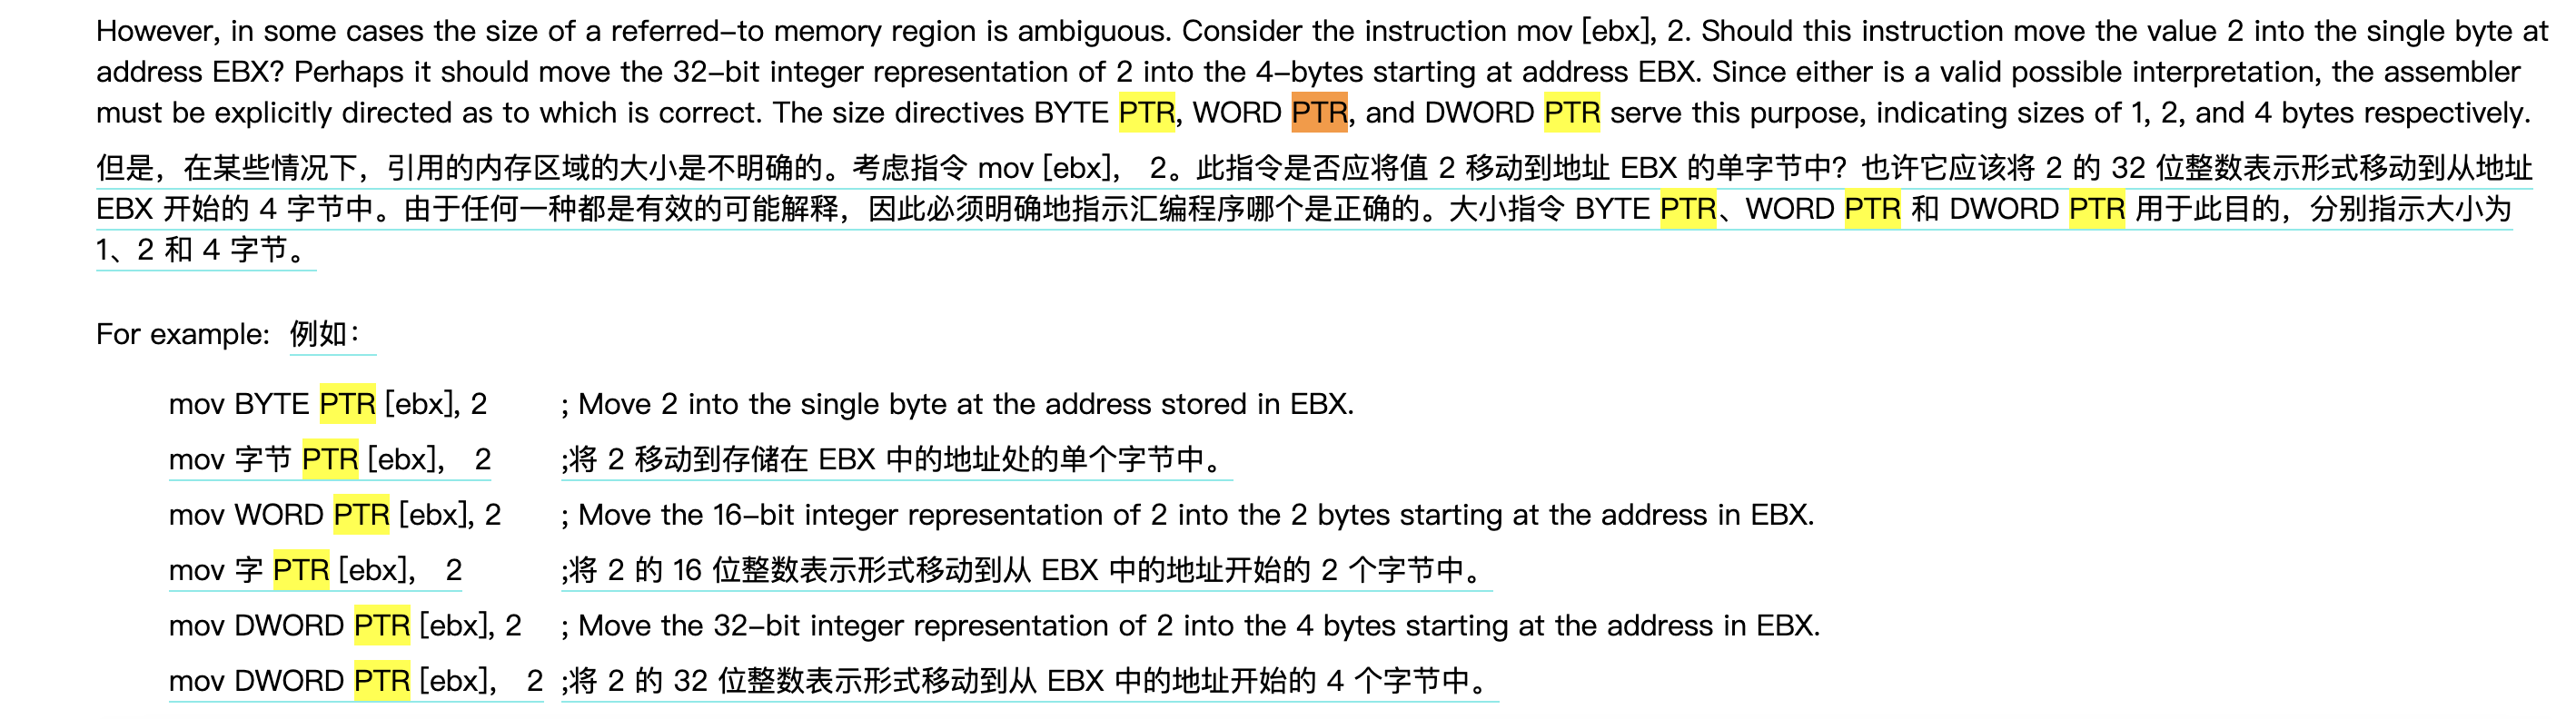 However, in some cases the size of a referred-to memory region is ambiguous. Consider the instruction mov [ebx], 2. Should this instruction move the value 2 into the single byte at
address EBX? Perhaps it should move the 32-bit integer representation of 2 into the 4-bytes starting at address EBX. Since either is a valid possible interpretation, the assembler
must be explicitly directed as to which is correct. The size directives BYTE PTR, WORD PTR, and DWORD PTR serve this purpose, indicating sizes of 1, 2, and 4 bytes respectively.
但是，在某些情况下，引用的内存区域的大小是不明确的。考虑指令 mov [ebx]， 2。此指令是否应将值 2 移动到地址 EBX 的单字节中？也许它应该将 2 的 32 位整数表示形式移动到从地址
EBX 开始的 4 字节中。由于任何一种都是有效的可能解释，因此必须明确地指示汇编程序哪个是正确的。大小指令 BYTE PTR、WORD PTR 和 DWORD PTR 用于此目的，分别指示大小为
1、2 和 4 字节。
For example: 例如：
mov BYTE PTR [ebx], 2 ; Move 2 into the single byte at the address stored in EBX.
mov 字节 PTR [ebx]， 2 ;将 2 移动到存储在 EBX 中的地址处的单个字节中。
mov WORD PTR [ebx], 2 ; Move the 16-bit integer representation of 2 into the 2 bytes starting at the address in EBX.
mov 字 PTR [ebx]， 2 ;将 2 的 16 位整数表示形式移动到从 EBX 中的地址开始的 2 个字节中。
mov DWORD PTR [ebx], 2 ; Move the 32-bit integer representation of 2 into the 4 bytes starting at the address in EBX.
mov DWORD PTR [ebx]， 2 ;将 2 的 32 位整数表示形式移动到从 EBX 中的地址开始的 4 个字节中。